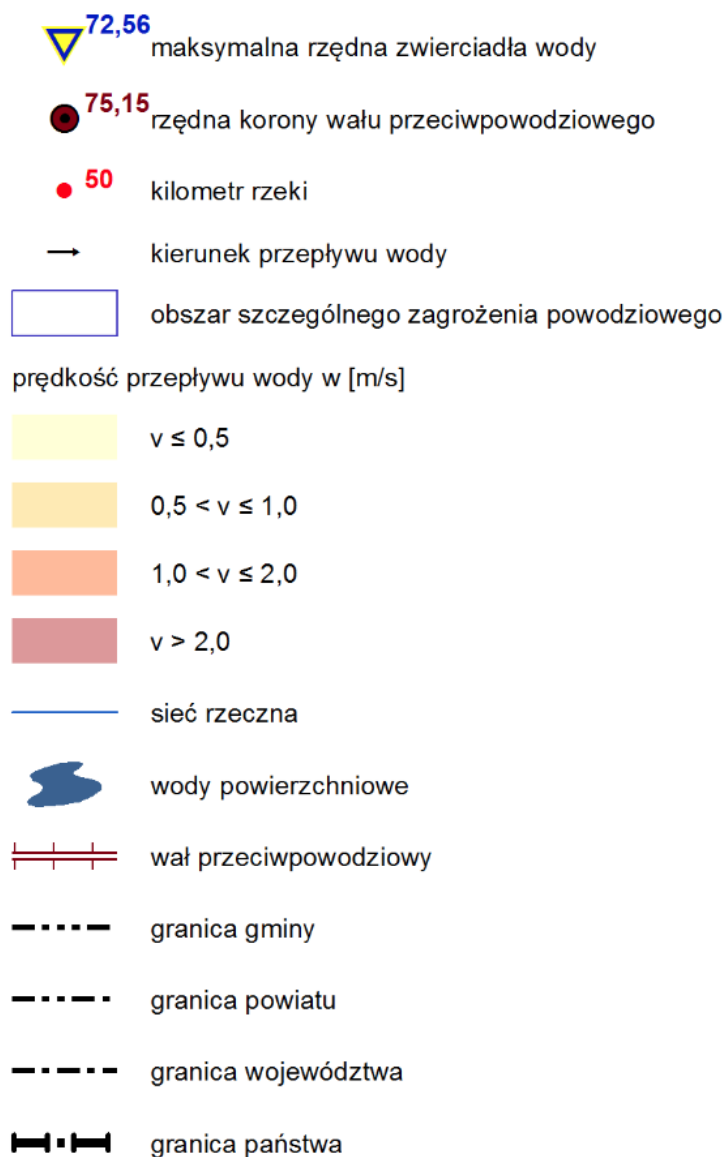 72,56
maksymalna rzędna zwierciadła wody
75,15
rzędna korony wału przeciwpowodziowego
50
kilometr rzeki
kierunek przepływu wody
obszar szczególnego zagrożenia powodziowego
prędkość przepływu wody w [m/s]
v ≤ 0,5
0,5 < v ≤ 1,0
1,0 < v ≤ 2,0
v > 2,0
sieć rzeczna
wody powierzchniowe
wał przeciwpowodziowy
granica gminy
granica powiatu
granica województwa
granica państwa